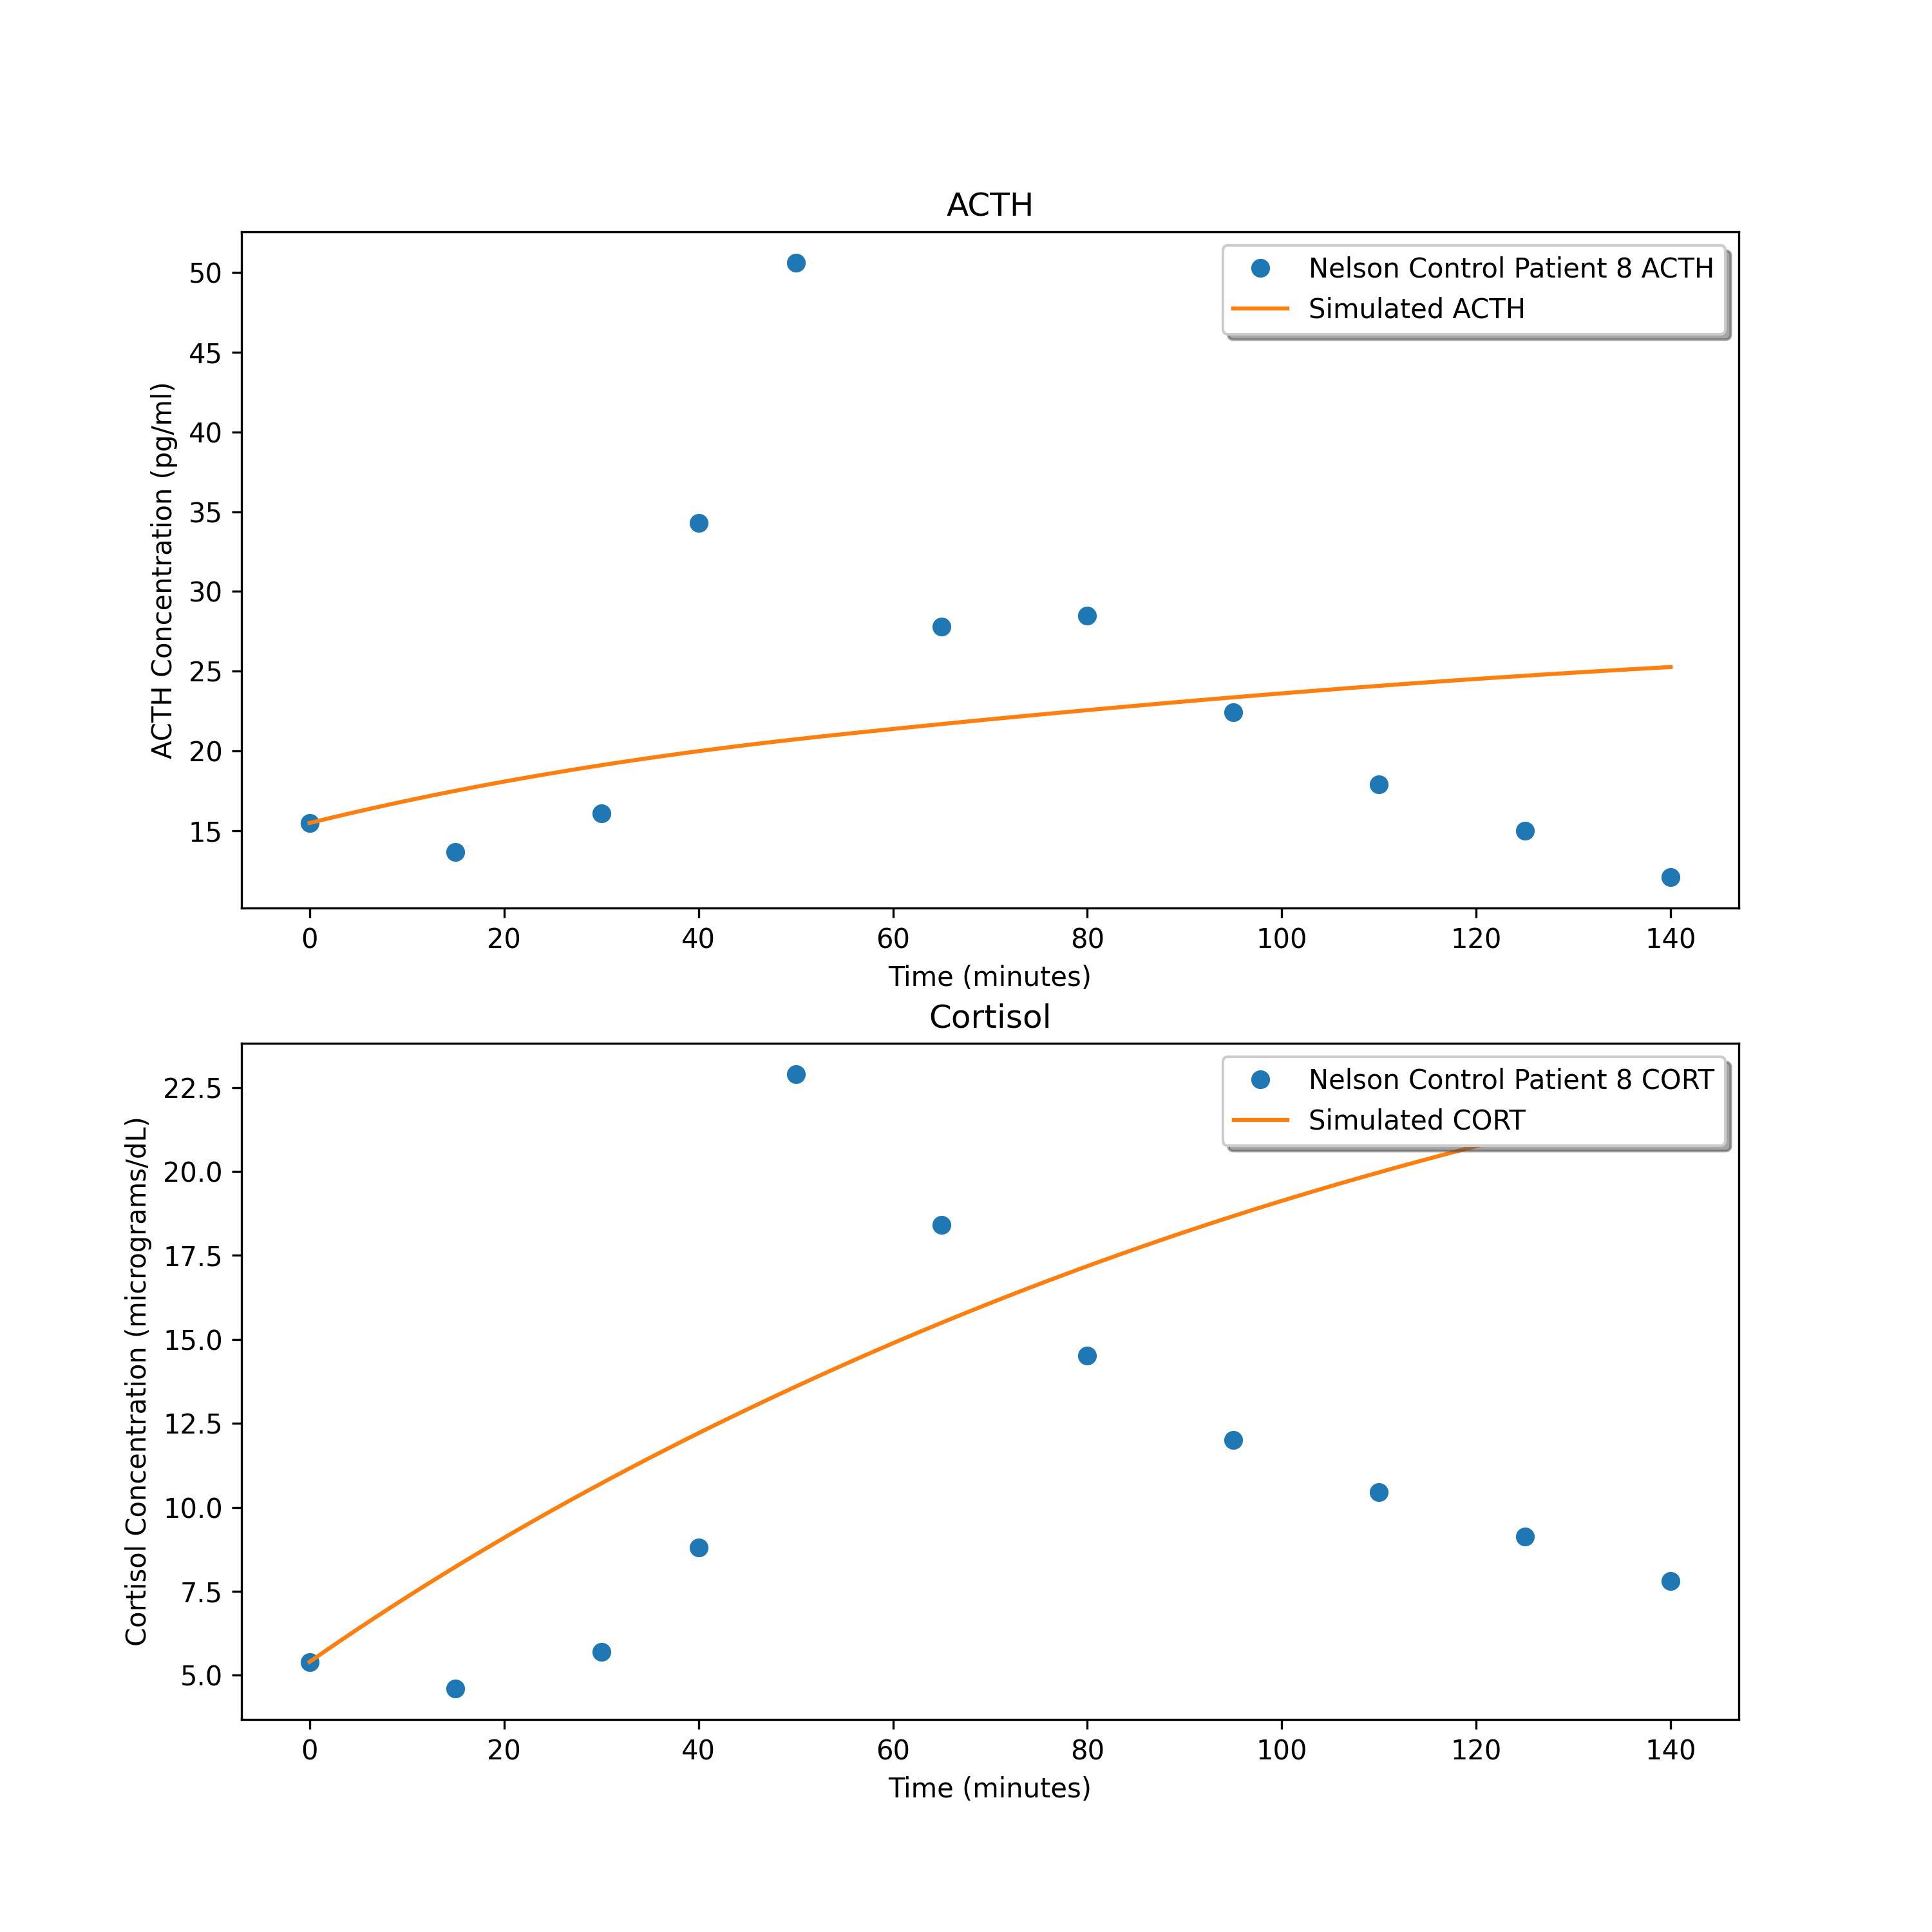 ACTH
Nelson Control Patient 8 ACTH
Simulated ACTH
ACTH Concentration (pg/ml)
50
45
40
35
30
25
20
15
0 20 40 60 80 100 120 140
Time (minutes)
Cortisol
Nelson Control Patient 8 CORT
Simulated CORT
Cortisol Concentration (micrograms/dL)
22.5
20.0
17.5
15.0
12.5
10.0
7.5
5.0
0 20 40 60 80 100 120 140
Time (minutes)